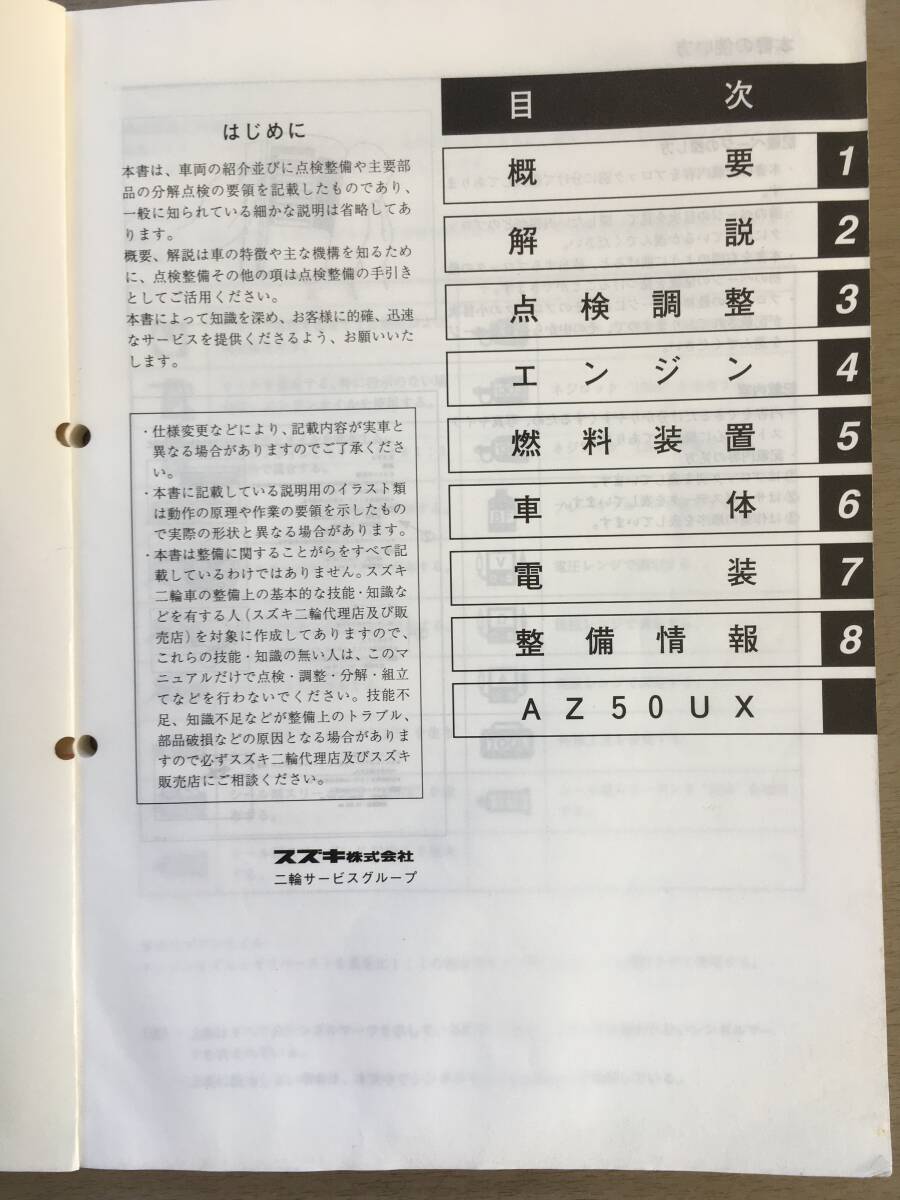 はじめに
本書は、車両の紹介並びに点検整備や主要部
品の分解点検の要領を記載したものであり、
一般に知られている細かな説明は省略してあ
ります。
概要、解説は車の特徴や主な機構を知るため
に、点検整備その他の項は点検整備の手引き
としてご活用ください。
本書によって知識を深め、お客様に的確、迅速
なサービスを提供くださるよう、お願いいた
します。
・仕様変更などにより、記載内容が実車と
異なる場合がありますのでご了承くださ
い。
・本書に記載している説明用のイラスト類
は動作の原理や作業の要領を示したもの
で実際の形状と異なる場合があります。
・本書は整備に関することがらをすべて記
載しているわけではありません。スズキ
二輪車の整備上の基本的な技能・知識な
どを有する人（スズキ二輪代理店及び販
売店）を対象に作成してありますので、
これらの技能・知識の無い人は、このマ
ニュアルだけで点検・調整・分解・組立
てなどを行わないでください。技能不
足、知識不足などが整備上のトラブル、
部品破損などの原因となる場合がありま
すので必ずスズキ二輪代理店及びスズキ
販売店にご相談ください。
スズキ株式会社
二輪サービスグループ
目次
概要 1
解説 2
点検調整 3
エンジン 4
燃料装置 5
車体 6
電装 7
整備情報 8
AZ50UX